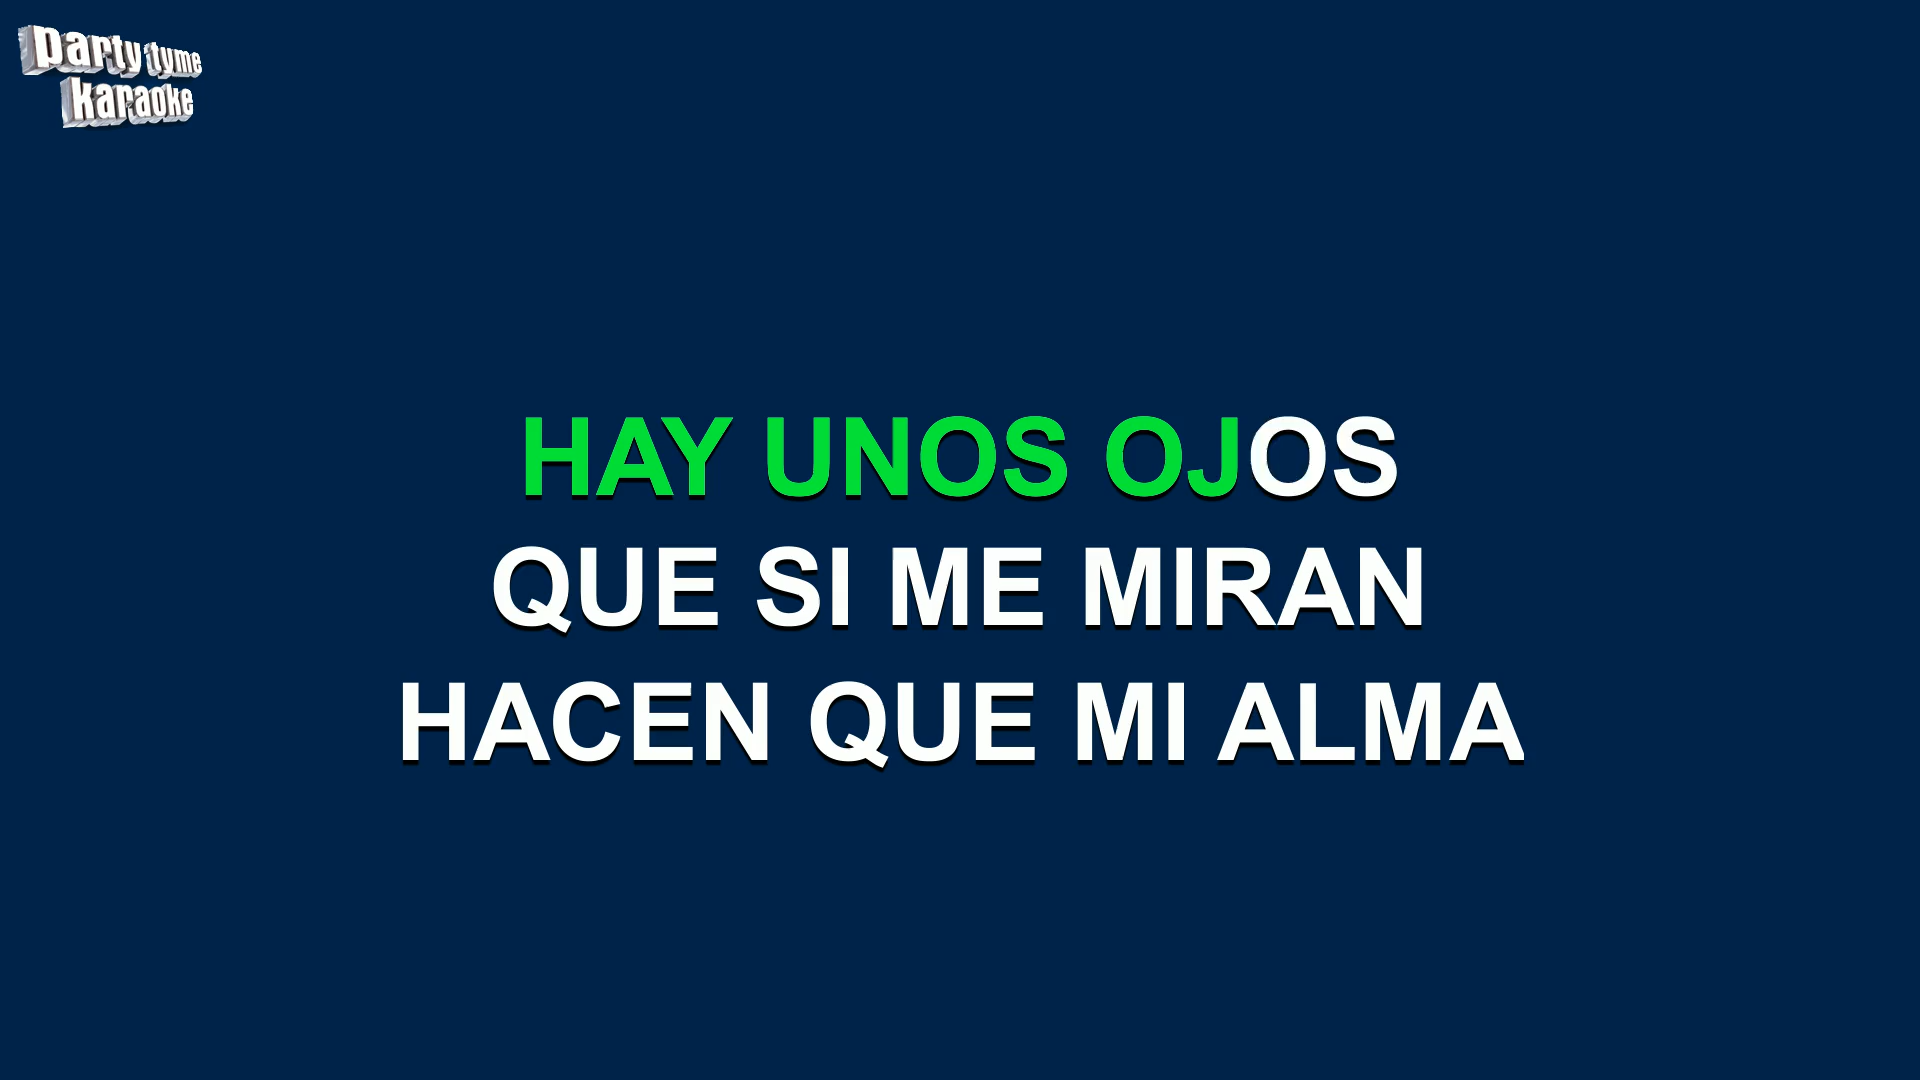 party tyme
karaoke
HAY UNOS OJOS
QUE SI ME MIRAN
HACEN QUE MI ALMA